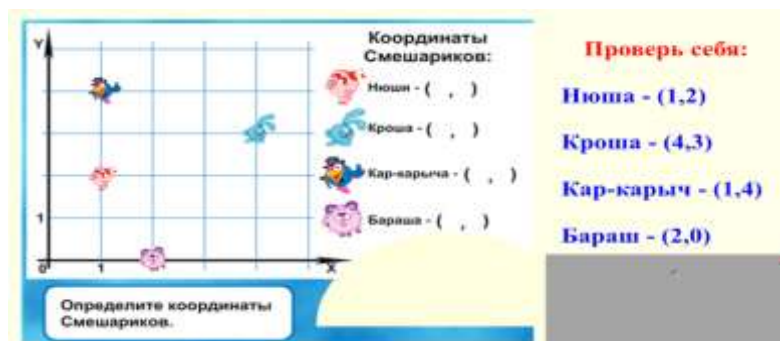 Y
Координаты
Смешариков:
Нюши - ( , )
Кроша - ( , )
Кар-карыча - ( , )
Бараша - ( , )
1
0
1
X
Определите координаты
Смешариков.
Проверь себя:
Нюша - (1,2)
Кроша - (4,3)
Кар-карыч - (1,4)
Бараш - (2,0)